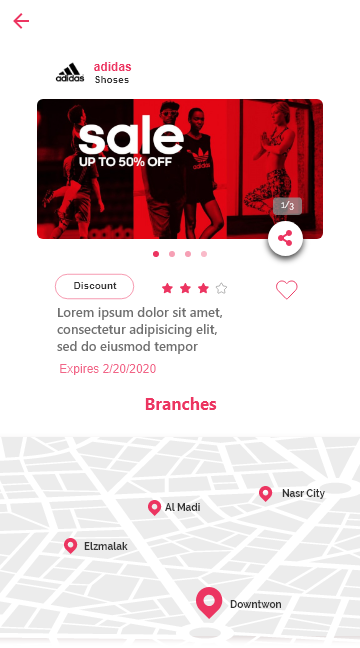 adidas
Shoses
sale
UP TO 50% OFF
adidas
1/3
Discount
Lorem ipsum dolor sit amet,
consectetur adipisicing elit,
sed do eiusmod tempor
Expires 2/20/2020
Branches
Nasr City
Al Madi
Elzmalak
Downtwon